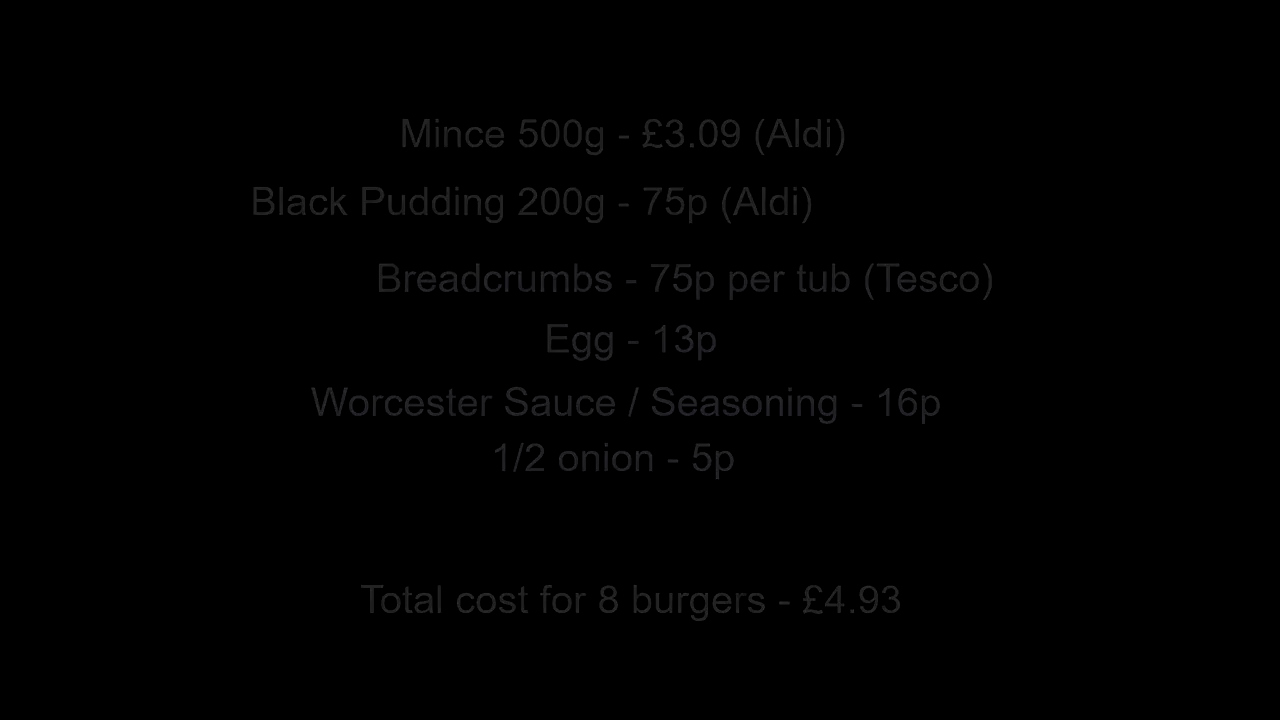 Mince 500g - £3.09 (Aldi)
Black Pudding 200g - 75p (Aldi)
Breadcrumbs - 75p per tub (Tesco)
Egg - 13p
Worcester Sauce / Seasoning - 16p
1/2 onion - 5p
Total cost for 8 burgers - £4.93